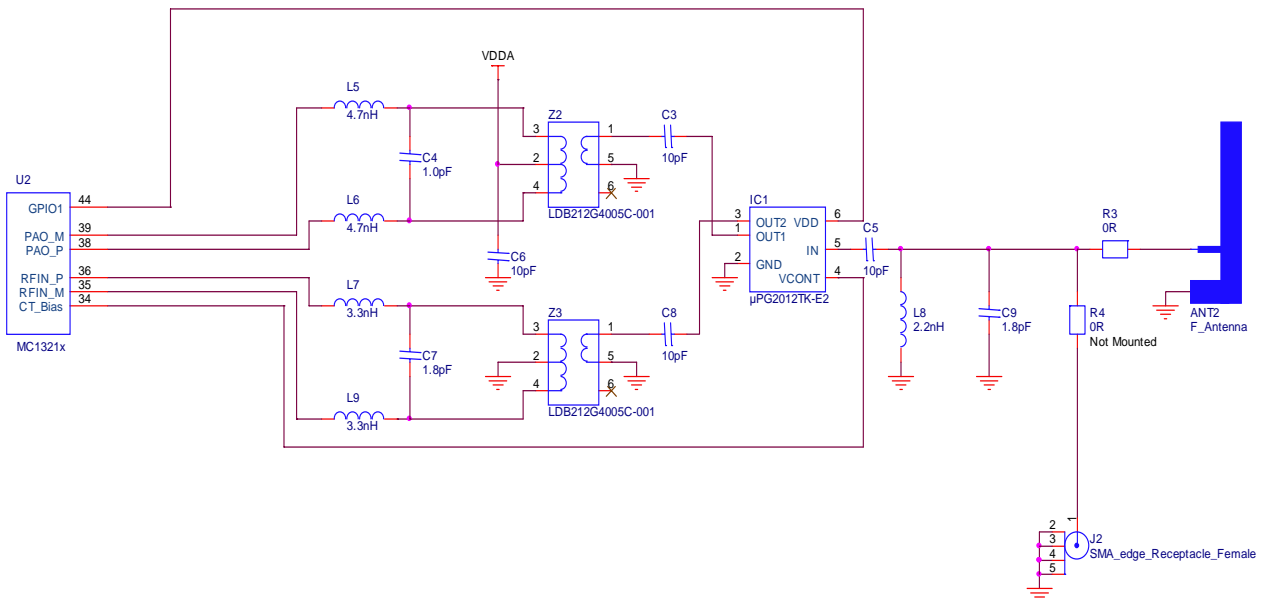 VDDA
L5
4.7nH
C4
1.0pF
L6
4.7nH
Z2
3
2
4
1
5
6
LDB212G4005C-001
C3
10pF
C6
10pF
U2
GPIO1
44
PAO_M
39
PAO_P
38
RFIN_P
36
RFIN_M
35
CT_Bias
34
MC1321x
L7
3.3nH
C7
1.8pF
L9
3.3nH
Z3
3
2
4
1
5
6
LDB212G4005C-001
C8
10pF
IC1
3 OUT2 VDD 6
1 OUT1
IN 5
2 GND
VCONT 4
µPG2012TK-E2
C5
10pF
L8
2.2nH
C9
1.8pF
R3
0R
R4
0R
Not Mounted
ANT2
F_Antenna
1
2
3
4
5
J2
SMA_edge_Receptacle_Female